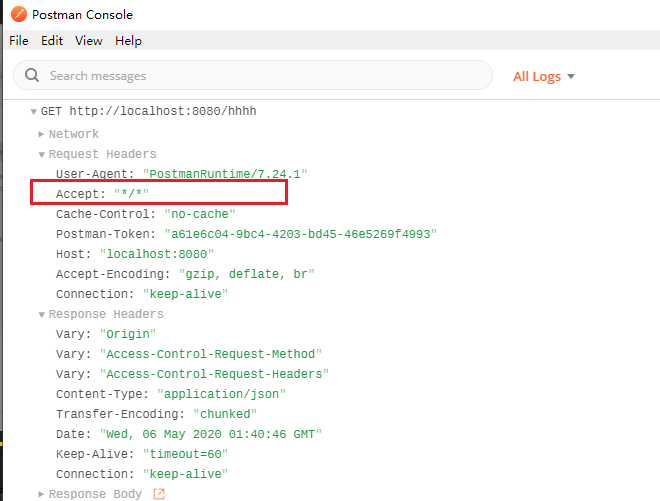 Postman Console
File Edit View Help
Search messages
All Logs
GET http://localhost:8080/hhhh
Network
Request Headers
User-Agent: "PostmanRuntime/7.24.1"
Accept: "*/*"
Cache-Control: "no-cache"
Postman-Token: "a61e6c04-9bc4-4203-bd45-46e5269f4993"
Host: "localhost:8080"
Accept-Encoding: "gzip, deflate, br"
Connection: "keep-alive"
Response Headers
Vary: "Origin"
Vary: "Access-Control-Request-Method"
Vary: "Access-Control-Request-Headers"
Content-Type: "application/json"
Transfer-Encoding: "chunked"
Date: "Wed, 06 May 2020 01:40:46 GMT"
Keep-Alive: "timeout=60"
Connection: "keep-alive"
Response Body